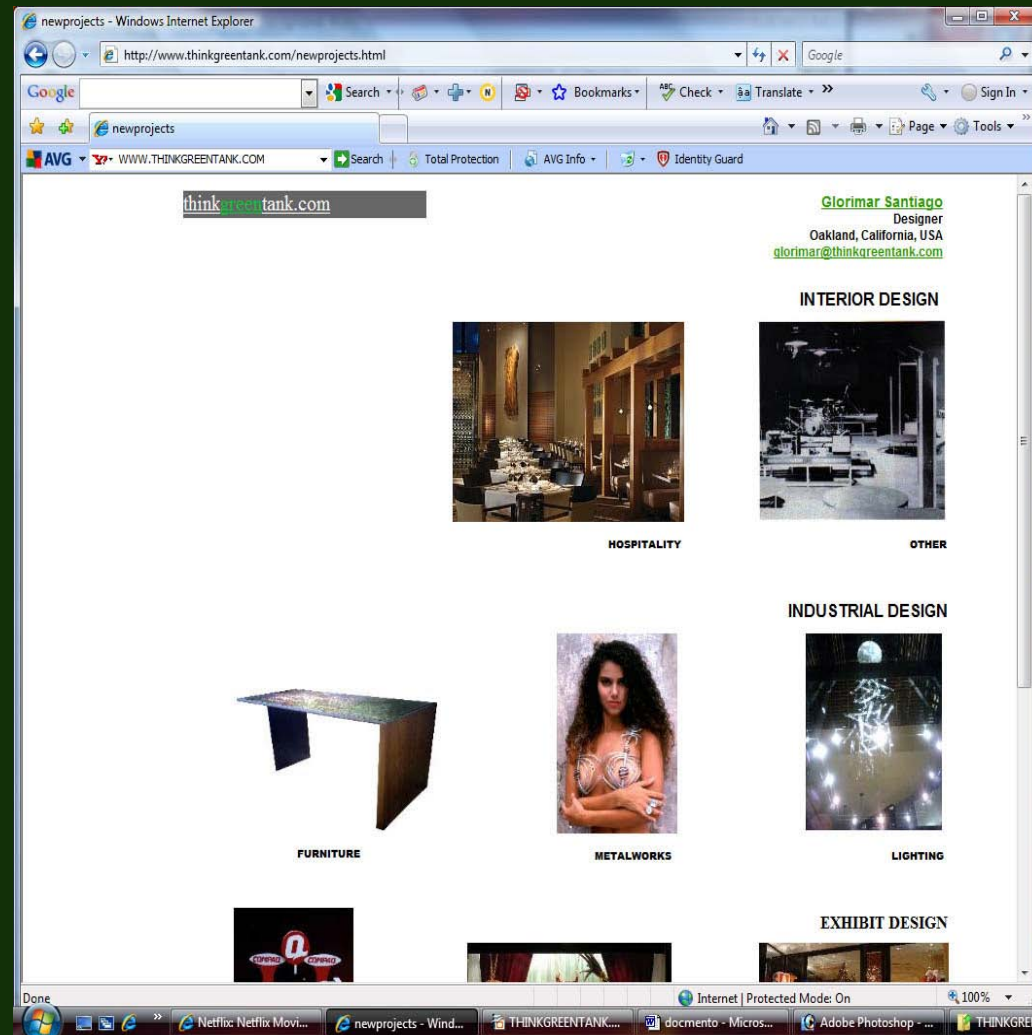 newprojects - Windows Internet Explorer
http://www.thinkgreentank.com/newprojects.html Google
Google Search Bookmarks ABC Check Translate » Sign In
newprojects Page Tools »
AVG WWW.THINKGREENTANK.COM Search Total Protection AVG Info Identity Guard
thinkgreentank.com
Glorimar Santiago
Designer
Oakland, California, USA
glorimar@thinkgreentank.com
INTERIOR DESIGN
HOSPITALITY OTHER
INDUSTRIAL DESIGN
FURNITURE METALWORKS LIGHTING
EXHIBIT DESIGN
Q
COMPAQ COMPAQ
Done Internet | Protected Mode: On 100%
» Netflix: Netflix Movi... newprojects - Wind... THINKGREENTANK.... docmento - Micros... Adobe Photoshop - ... THINKGRE